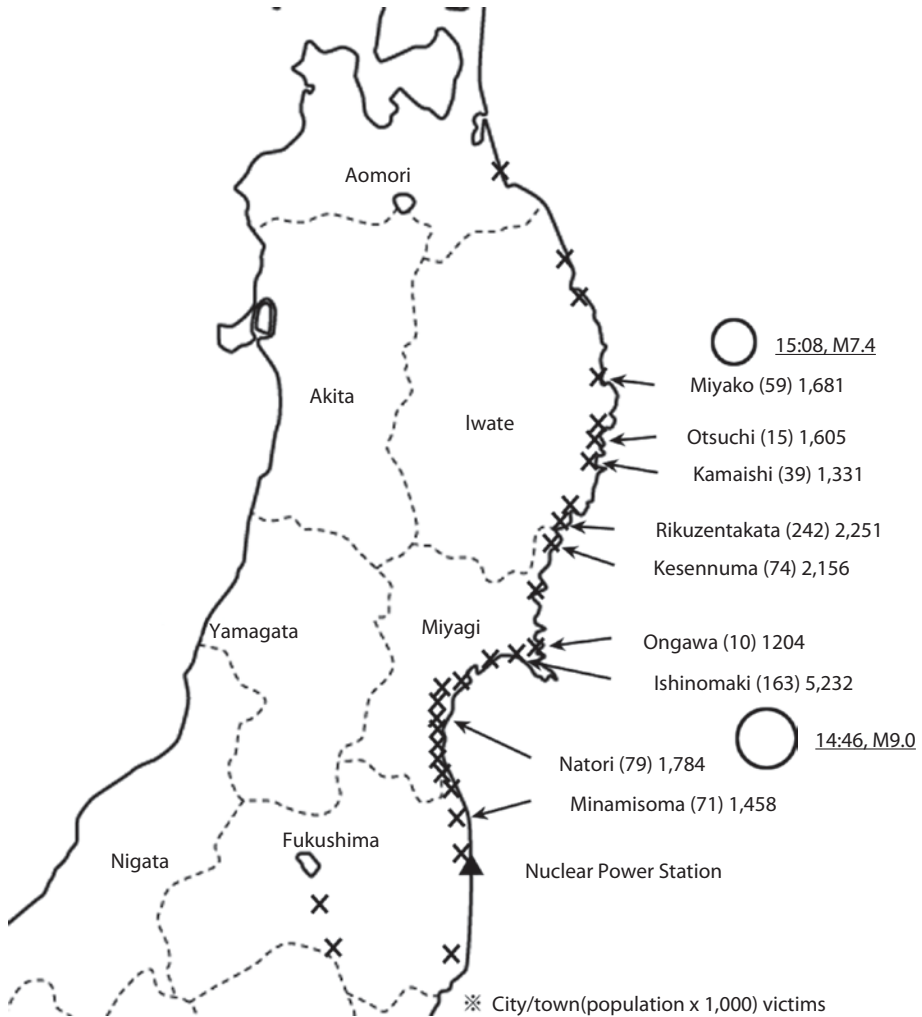 Aomori
15:08, M7.4
Miyako (59) 1,681
Akita
Iwate
Otsuchi (15) 1,605
Kamaishi (39) 1,331
Rikuzentakata (242) 2,251
Kesennuma (74) 2,156
Yamagata
Miyagi
Ongawa (10) 1204
Ishinomaki (163) 5,232
14:46, M9.0
Natori (79) 1,784
Minamisoma (71) 1,458
Fukushima
Nigata
Nuclear Power Station
※ City/town(population x 1,000) victims